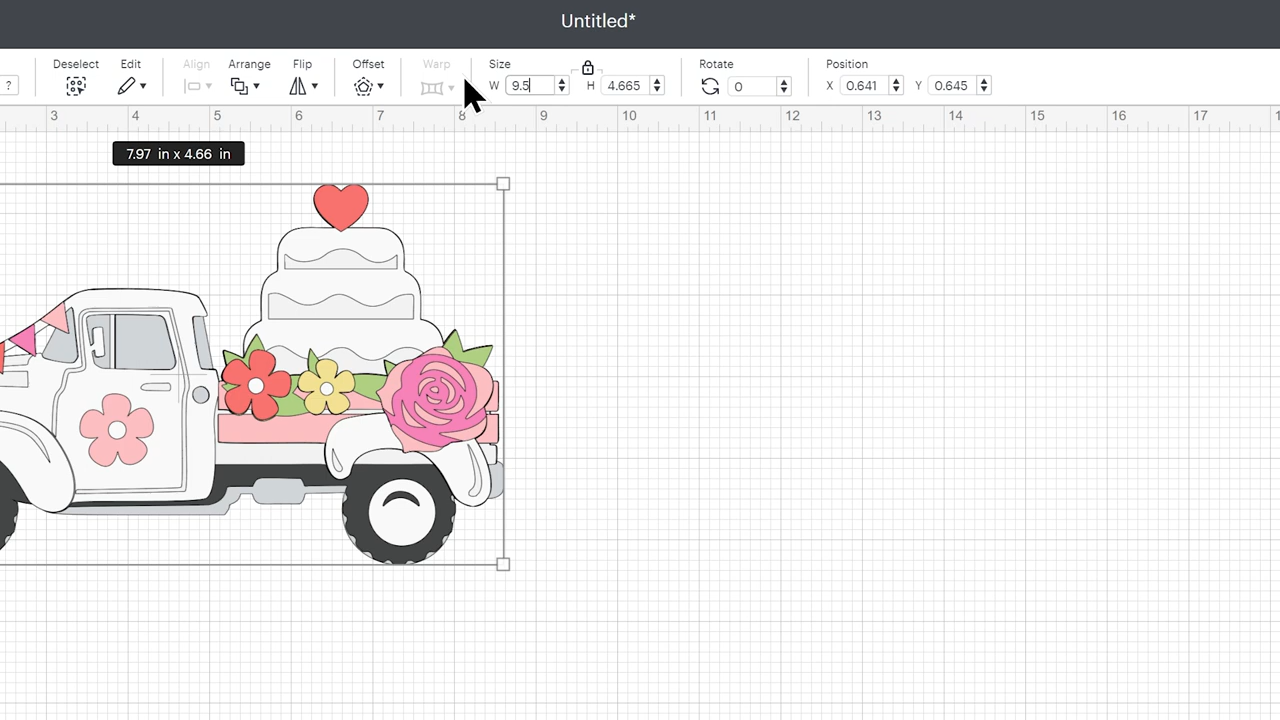 Untitled*
Deselect Edit Align Arrange Flip Offset Warp Size Rotate Position
? W 9.5 H 4.665 0 X 0.641 Y 0.645
3 4 5 6 7 8 9 10 11 12 13 14 15 16 17
7.97 in x 4.66 in